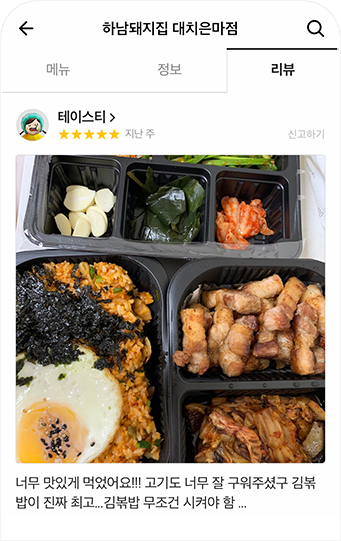 하남돼지집 대치은마점
메뉴 정보 리뷰
테이스티
지난 주 신고하기
너무 맛있게 먹었어요!!! 고기도 너무 잘 구워주셨구 김볶
밥이 진짜 최고...김볶밥 무조건 시켜야 함 ...